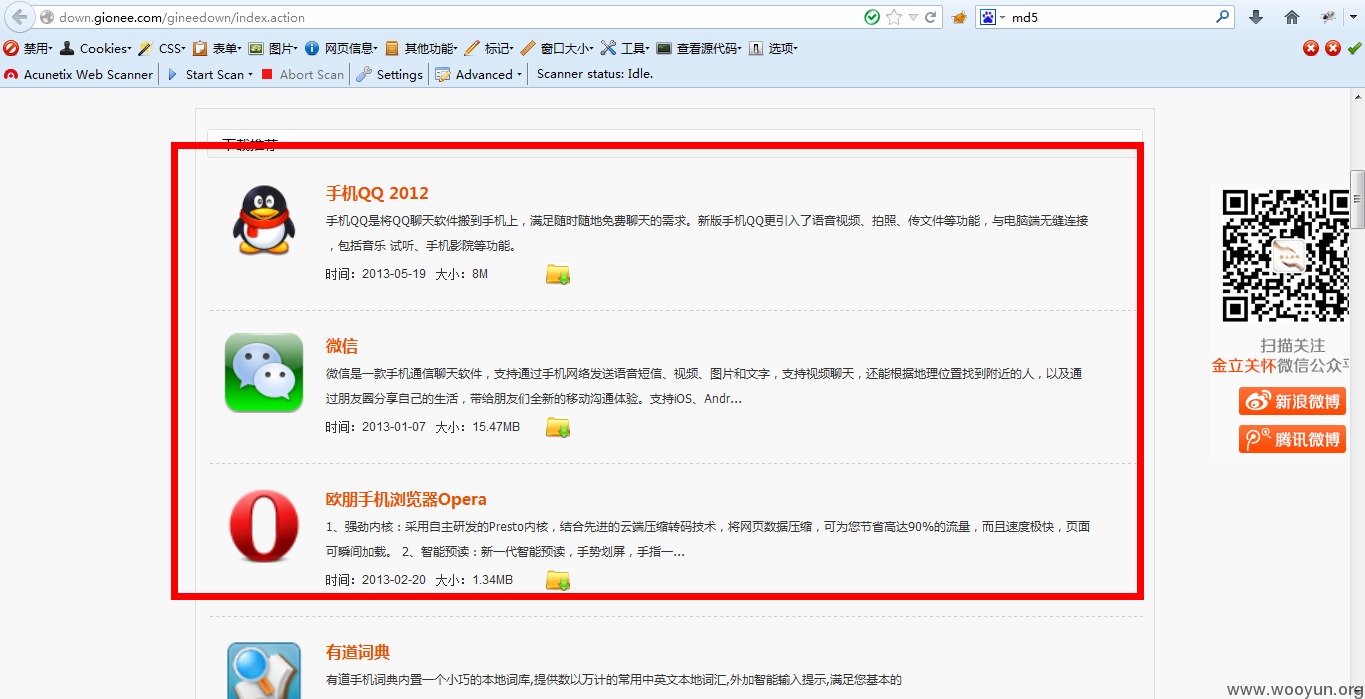 down.gionee.com/gineedown/index.action
md5
禁用 Cookies CSS 表单 图片 网页信息 其他功能 标记 窗口大小 工具 查看源代码 选项
Acunetix Web Scanner Start Scan Abort Scan Settings Advanced Scanner status: Idle.
下载推荐
手机QQ 2012
手机QQ是将QQ聊天软件搬到手机上，满足随时随地免费聊天的需求。新版手机QQ更引入了语音视频、拍照、传文件等功能，与电脑端无缝连接
，包括音乐 试听、手机影院等功能。
时间：2013-05-19 大小：8M
微信
微信是一款手机通信聊天软件，支持通过手机网络发送语音短信、视频、图片和文字，支持视频聊天，还能根据地理位置找到附近的人，以及通
过朋友圈分享自己的生活，带给朋友们全新的移动沟通体验。支持iOS、Andr...
时间：2013-01-07 大小：15.47MB
欧朋手机浏览器Opera
1、强劲内核：采用自主研发的Presto内核，结合先进的云端压缩转码技术，将网页数据压缩，可为您节省高达90%的流量，而且速度极快，页面
可瞬间加载。 2、智能预读：新一代智能预读，手势划屏，手指一...
时间：2013-02-20 大小：1.34MB
有道词典
有道手机词典内置一个小巧的本地词库,提供数以万计的常用中英文本地词汇,外加智能输入提示,满足您基本的
扫描关注
金立关怀微信公众平
新浪微博
腾讯微博
www.wooyun.org